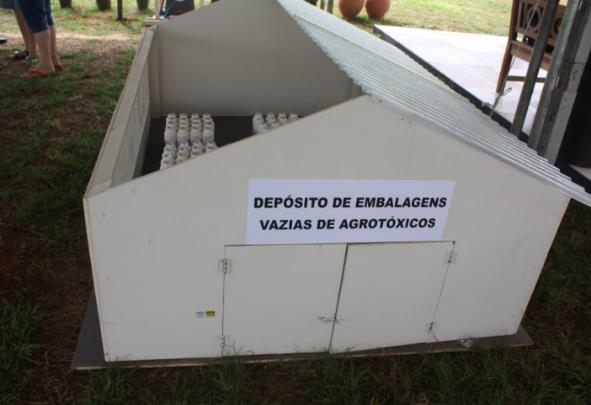 DEPÓSITO DE EMBALAGENS
VAZIAS DE AGROTÓXICOS